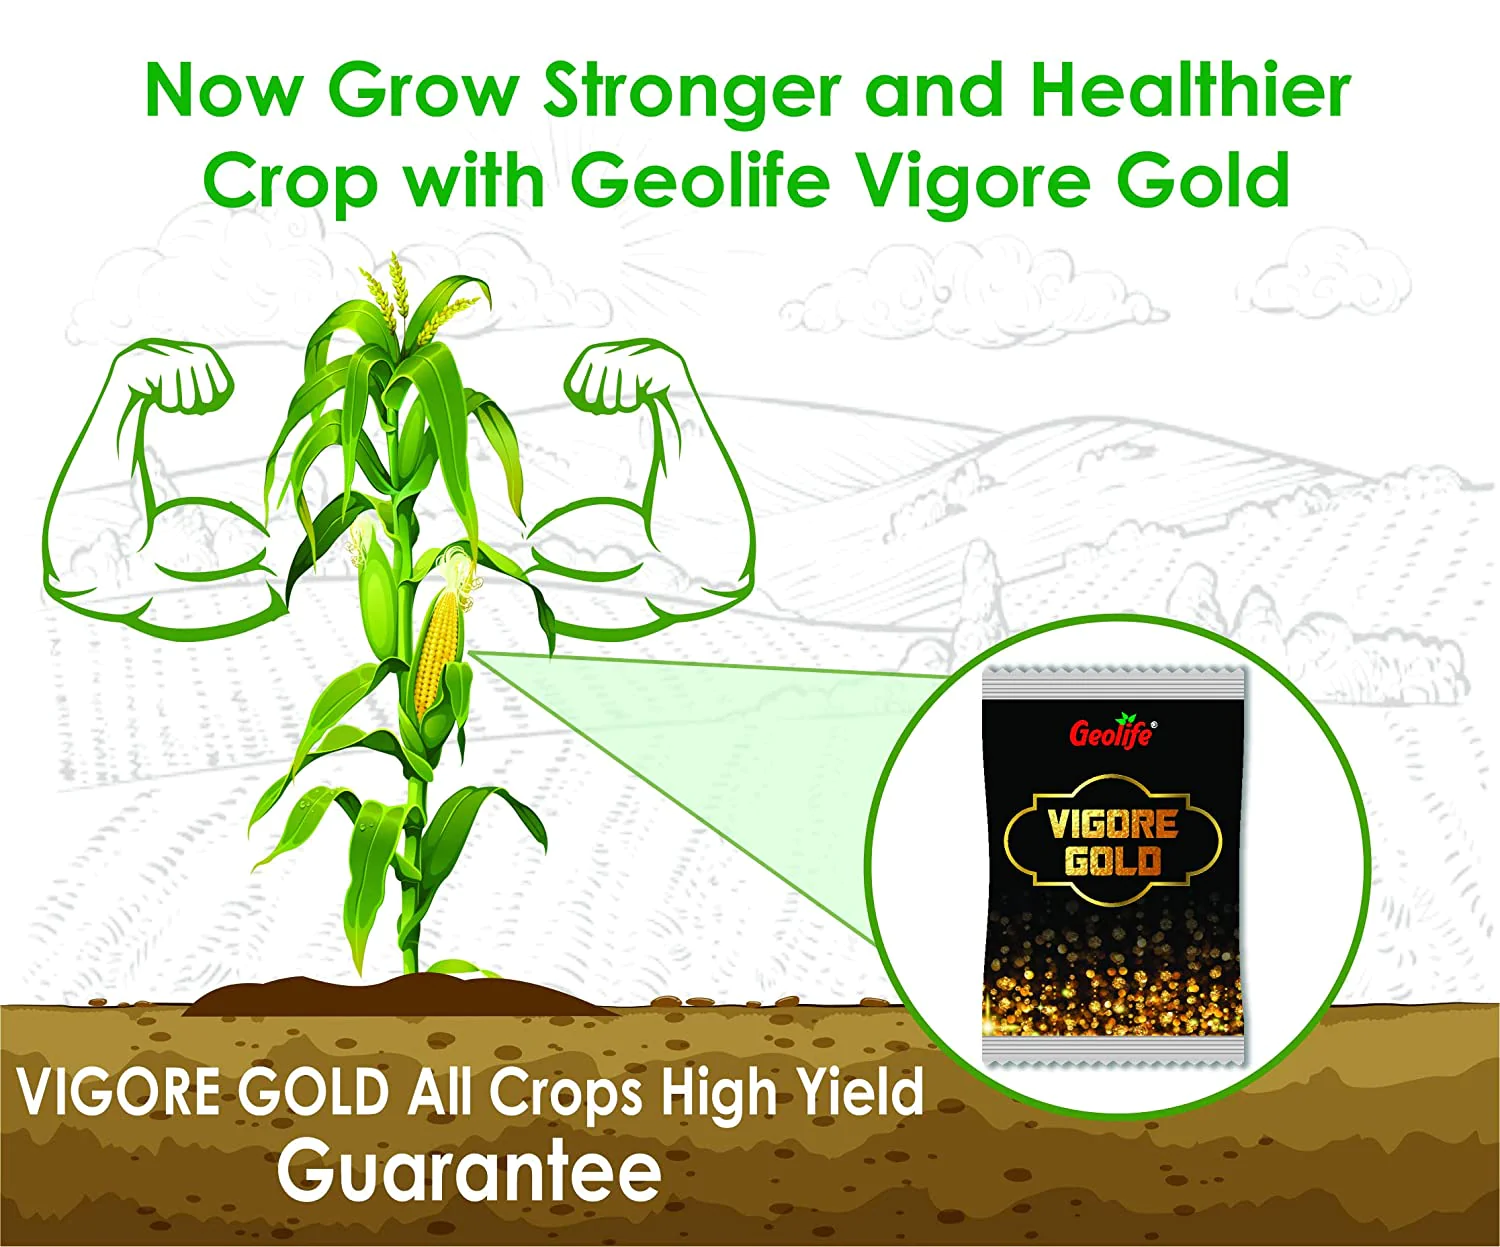 Now Grow Stronger and Healthier
Crop with Geolife Vigore Gold
Geolife®
VIGORE
GOLD
VIGORE GOLD All Crops High Yield
Guarantee